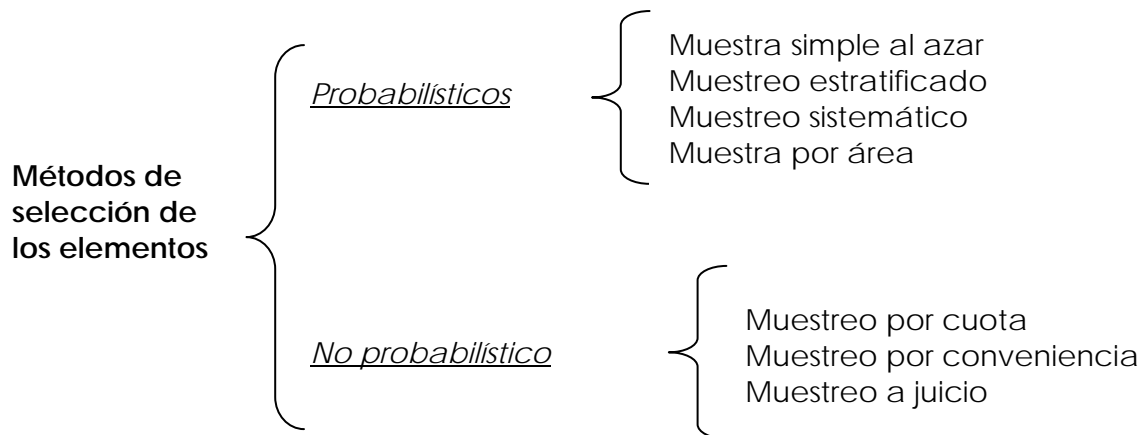 Métodos de
selección de
los elementos
Probabilísticos
Muestra simple al azar
Muestreo estratificado
Muestreo sistemático
Muestra por área
No probabilístico
Muestreo por cuota
Muestreo por conveniencia
Muestreo a juicio